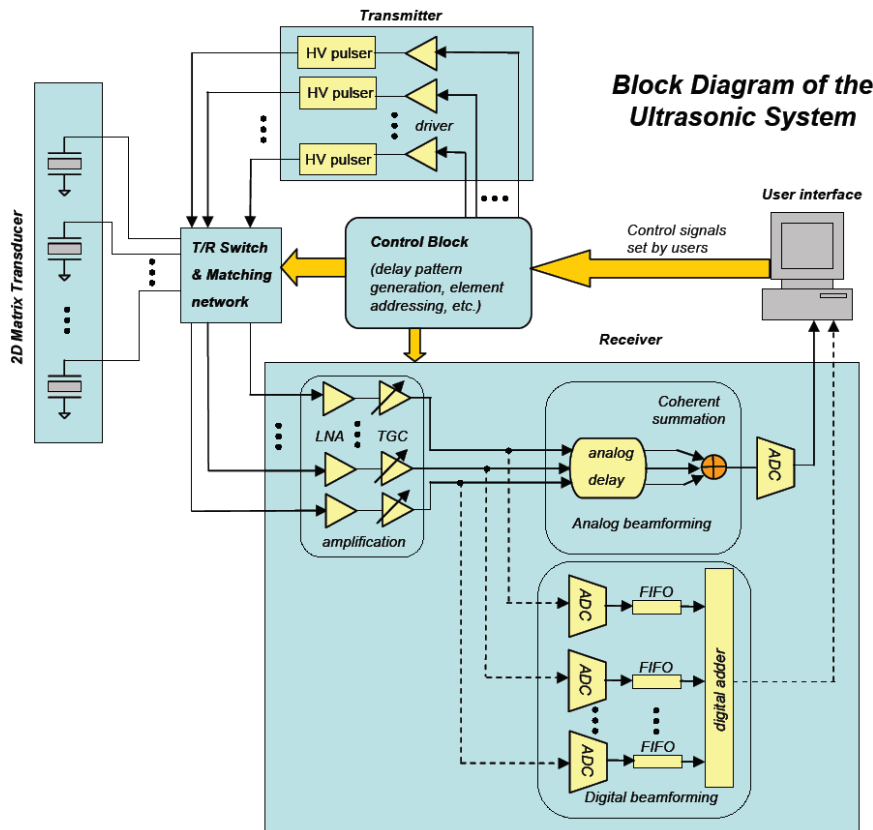 Transmitter
HV pulser
HV pulser
driver
HV pulser
Block Diagram of the
Ultrasonic System
2D Matrix Transducer
T/R Switch
& Matching
network
Control Block
(delay pattern
generation, element
addressing, etc.)
Control signals
set by users
User interface
Receiver
LNA
TGC
amplification
Coherent
summation
analog
delay
Analog beamforming
ADC
ADC
FIFO
ADC
FIFO
ADC
FIFO
digital adder
Digital beamforming